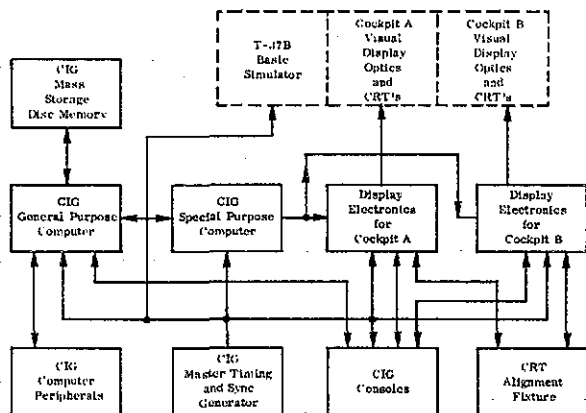 CIG
Mass
Storage
Disc Memory
T-37B
Basic
Simulator
Cockpit A
Visual
Display
Optics
and
CRT's
Cockpit B
Visual
Display
Optics
and
CRT's
CIG
General Purpose
Computer
CIG
Special Purpose
Computer
Display
Electronics
for
Cockpit A
Display
Electronics
for
Cockpit B
CIG
Computer
Peripherals
CIG
Master Timing
and Sync
Generator
CIG
Consoles
CRT
Alignment
Fixture